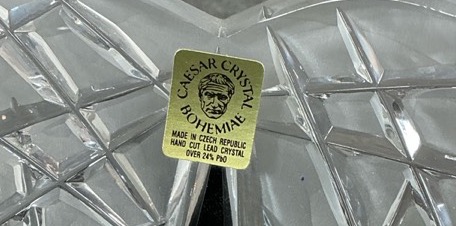 CAESAR CRYSTAL
BOHEMIAE
MADE IN CZECH REPUBLIC
HAND CUT LEAD CRYSTAL
OVER 24% PbO